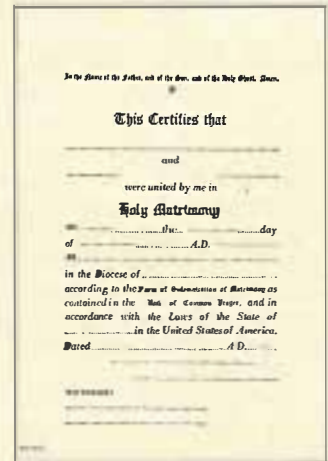 In the Name of the Father, and of the Son, and of the Holy Ghost, Amen.
This Certifies that
and
were united by me in
Holy Matrimony
the day
of A.D.
in the Diocese of
according to the Form of Solemnization of Matrimony as
contained in the Book of Common Prayer, and in
accordance with the Laws of the State of
in the United States of America.
Dated A.D.